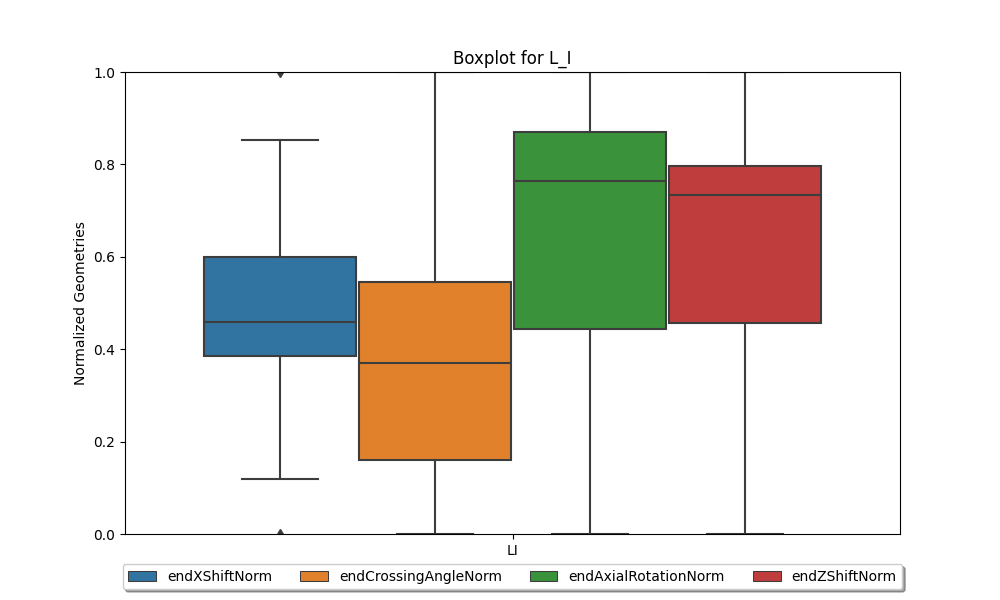 Boxplot for L_I
1.0
0.8
0.6
0.4
0.2
0.0
Normalized Geometries
LI
endXShiftNorm endCrossingAngleNorm endAxialRotationNorm endZShiftNorm